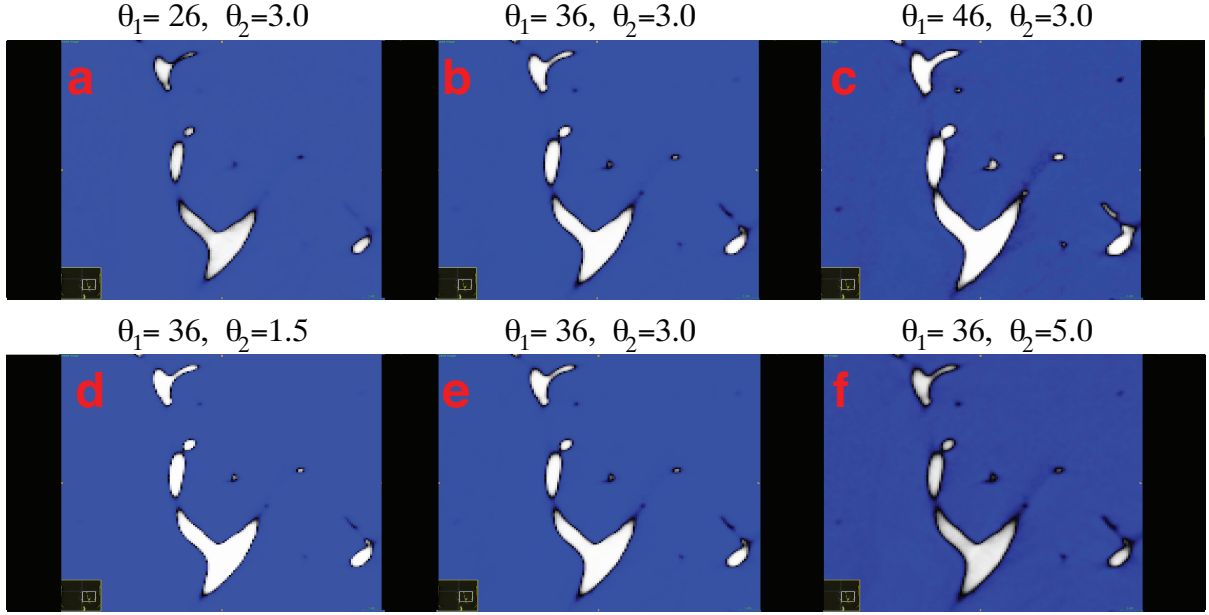 θ₁= 26, θ₂=3.0
θ₁= 36, θ₂=3.0
θ₁= 46, θ₂=3.0
a
b
c
θ₁= 36, θ₂=1.5
θ₁= 36, θ₂=3.0
θ₁= 36, θ₂=5.0
d
e
f